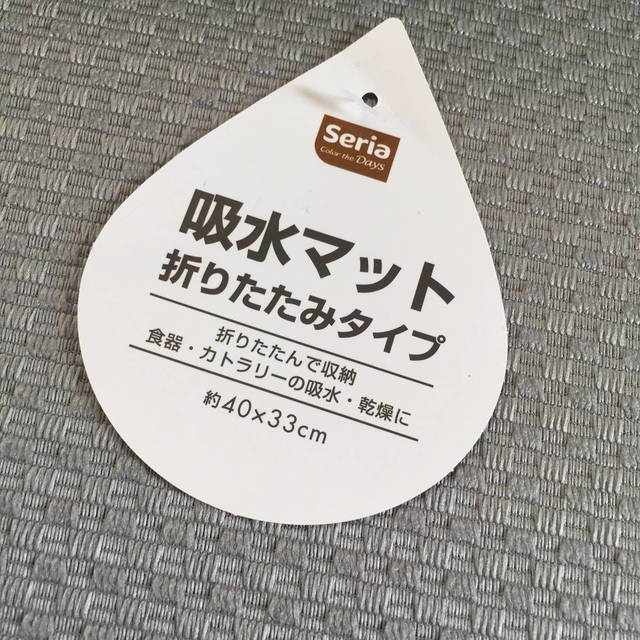 Seria
Color the Days
吸水マット
折りたたみタイプ
折りたたんで収納
食器・カトラリーの吸水・乾燥に
約40×33cm